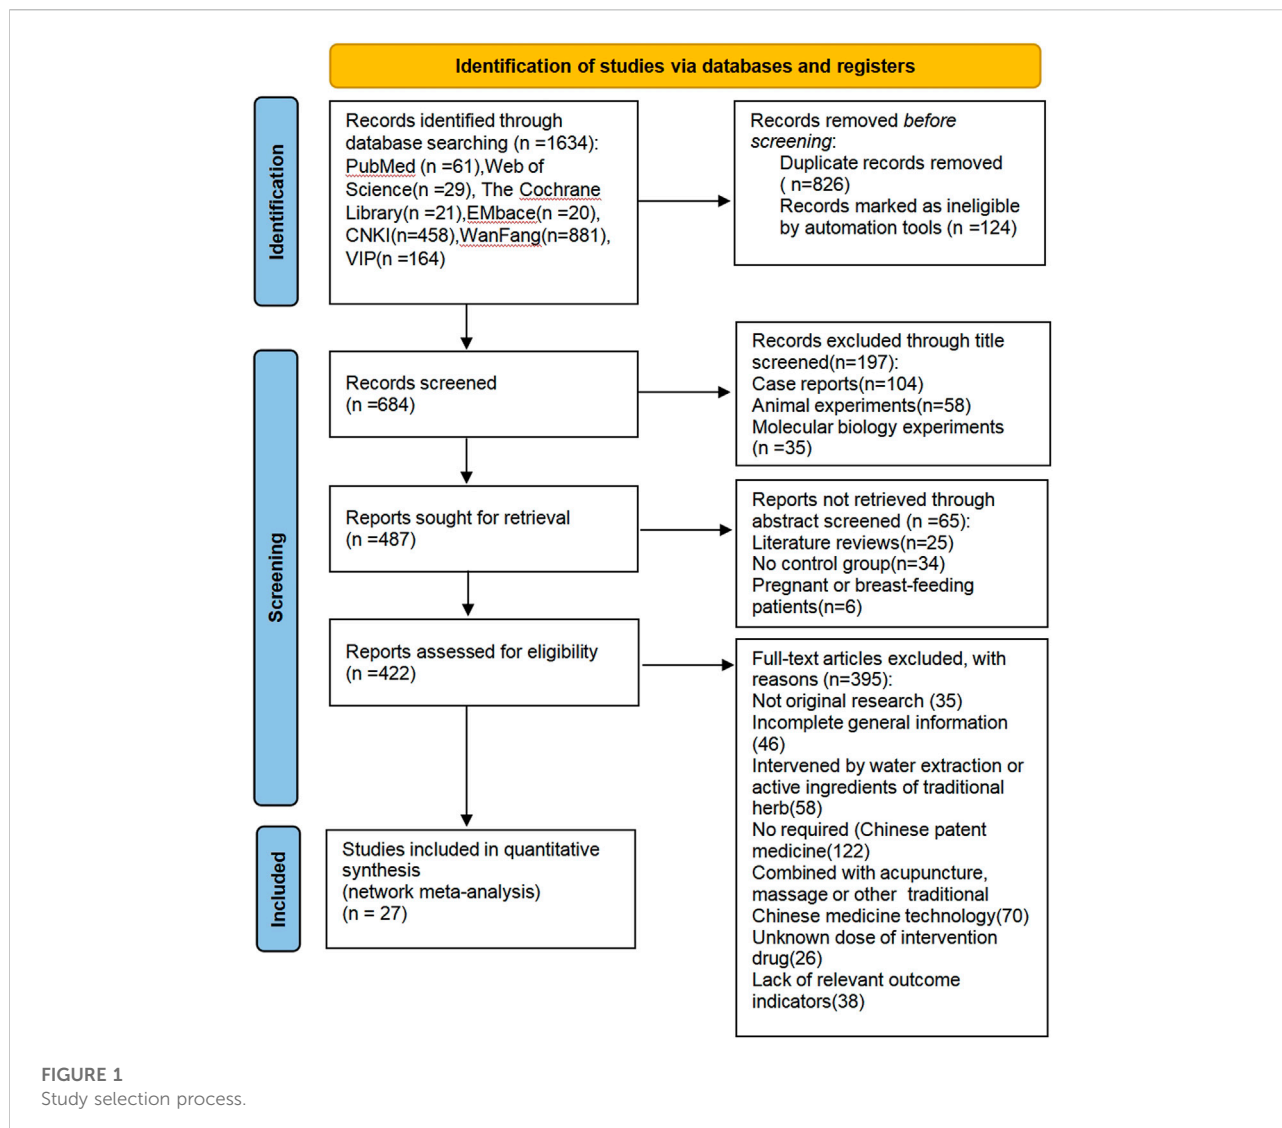 Identification of studies via databases and registers
Identification
Records identified through
database searching (n =1634):
PubMed (n =61),Web of
Science(n =29), The Cochrane
Library(n =21),EMbace(n =20),
CNKI(n=458),WanFang(n=881),
VIP(n =164)
Records removed before
screening:
Duplicate records removed
( n=826)
Records marked as ineligible
by automation tools (n =124)
Screening
Records screened
(n =684)
Records excluded through title
screened(n=197):
Case reports(n=104)
Animal experiments(n=58)
Molecular biology experiments
(n =35)
Reports sought for retrieval
(n =487)
Reports not retrieved through
abstract screened (n =65):
Literature reviews(n=25)
No control group(n=34)
Pregnant or breast-feeding
patients(n=6)
Reports assessed for eligibility
(n =422)
Full-text articles excluded, with
reasons (n=395):
Not original research (35)
Incomplete general information
(46)
Intervened by water extraction or
active ingredients of traditional
herb(58)
No required (Chinese patent
medicine(122)
Combined with acupuncture,
massage or other traditional
Chinese medicine technology(70)
Unknown dose of intervention
drug(26)
Lack of relevant outcome
indicators(38)
Included
Studies included in quantitative
synthesis
(network meta-analysis)
(n = 27)
FIGURE 1
Study selection process.